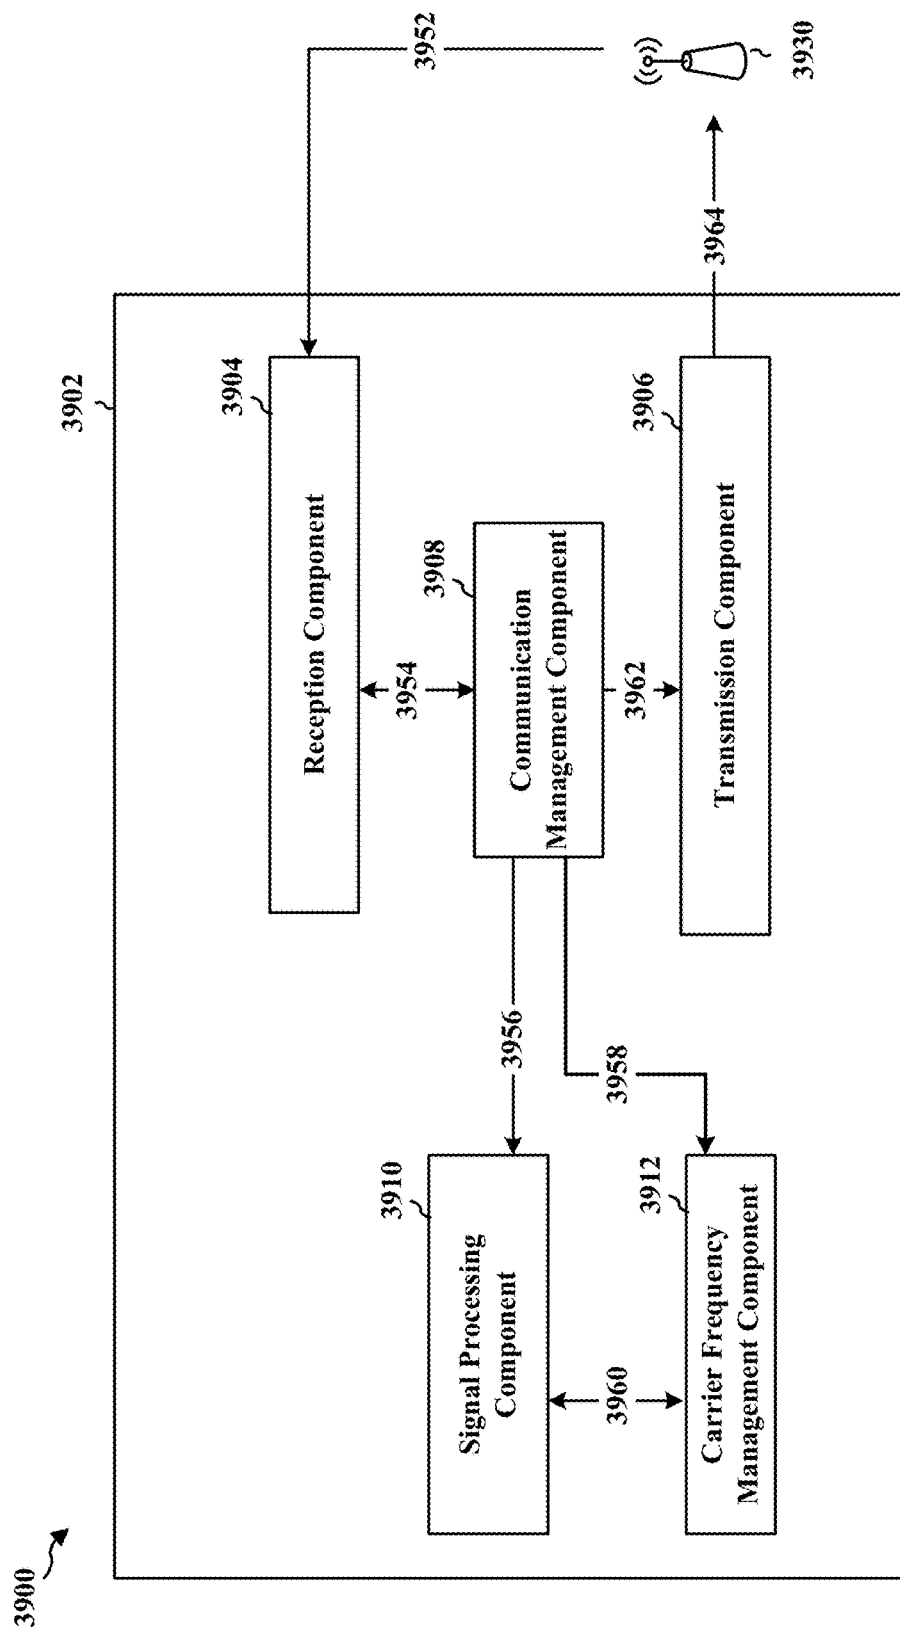 3900
3902
3910
Signal Processing
Component
3960
3912
Carrier Frequency
Management Component
3956
3958
3904
Reception Component
3954
3908
Communication
Management Component
3962
3906
Transmission Component
3952
3964
3930